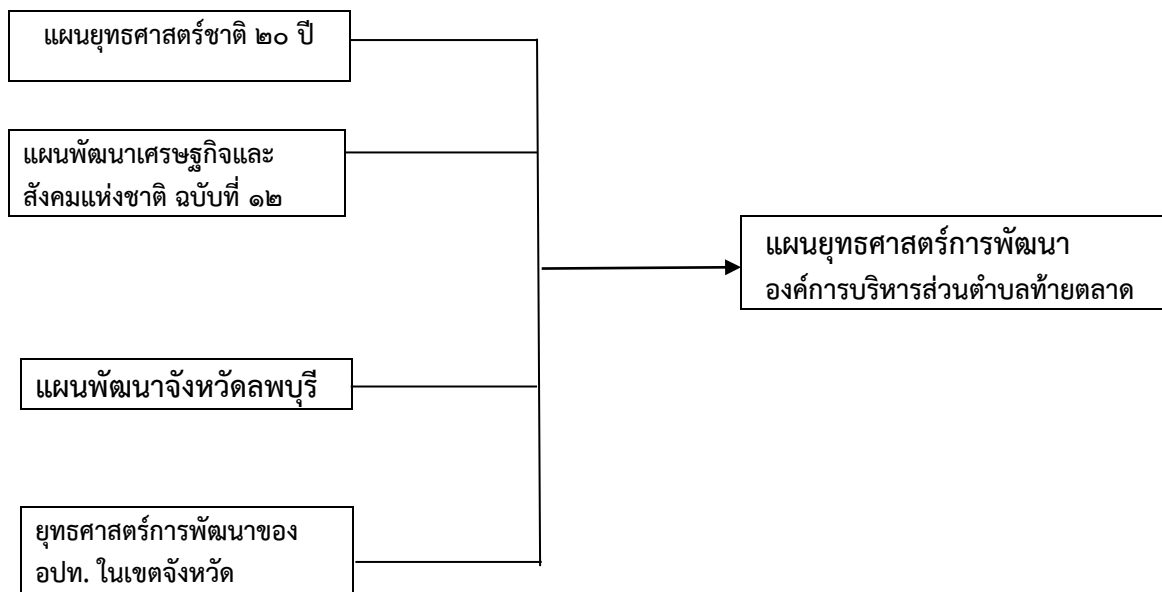 แผนยุทธศาสตร์ชาติ ๒๐ ปี
แผนพัฒนาเศรษฐกิจและ
สังคมแห่งชาติ ฉบับที่ ๑๒
แผนยุทธศาสตร์การพัฒนา
องค์การบริหารส่วนตำบลท้ายตลาด
แผนพัฒนาจังหวัดลพบุรี
ยุทธศาสตร์การพัฒนาของ
อปท. ในเขตจังหวัด